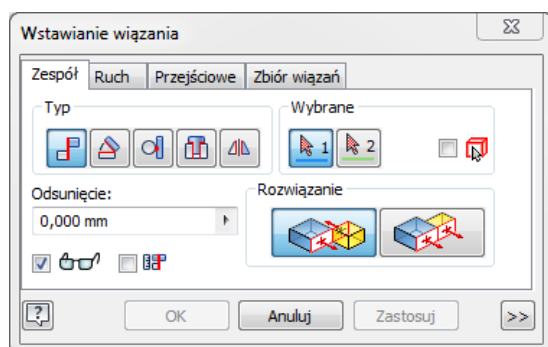 Wstawianie wiązania
Zespół Ruch Przejściowe Zbiór wiązań
Typ
Wybrane
1 2
Odsunięcie:
0,000 mm
Rozwiązanie
? OK Anuluj Zastosuj >>